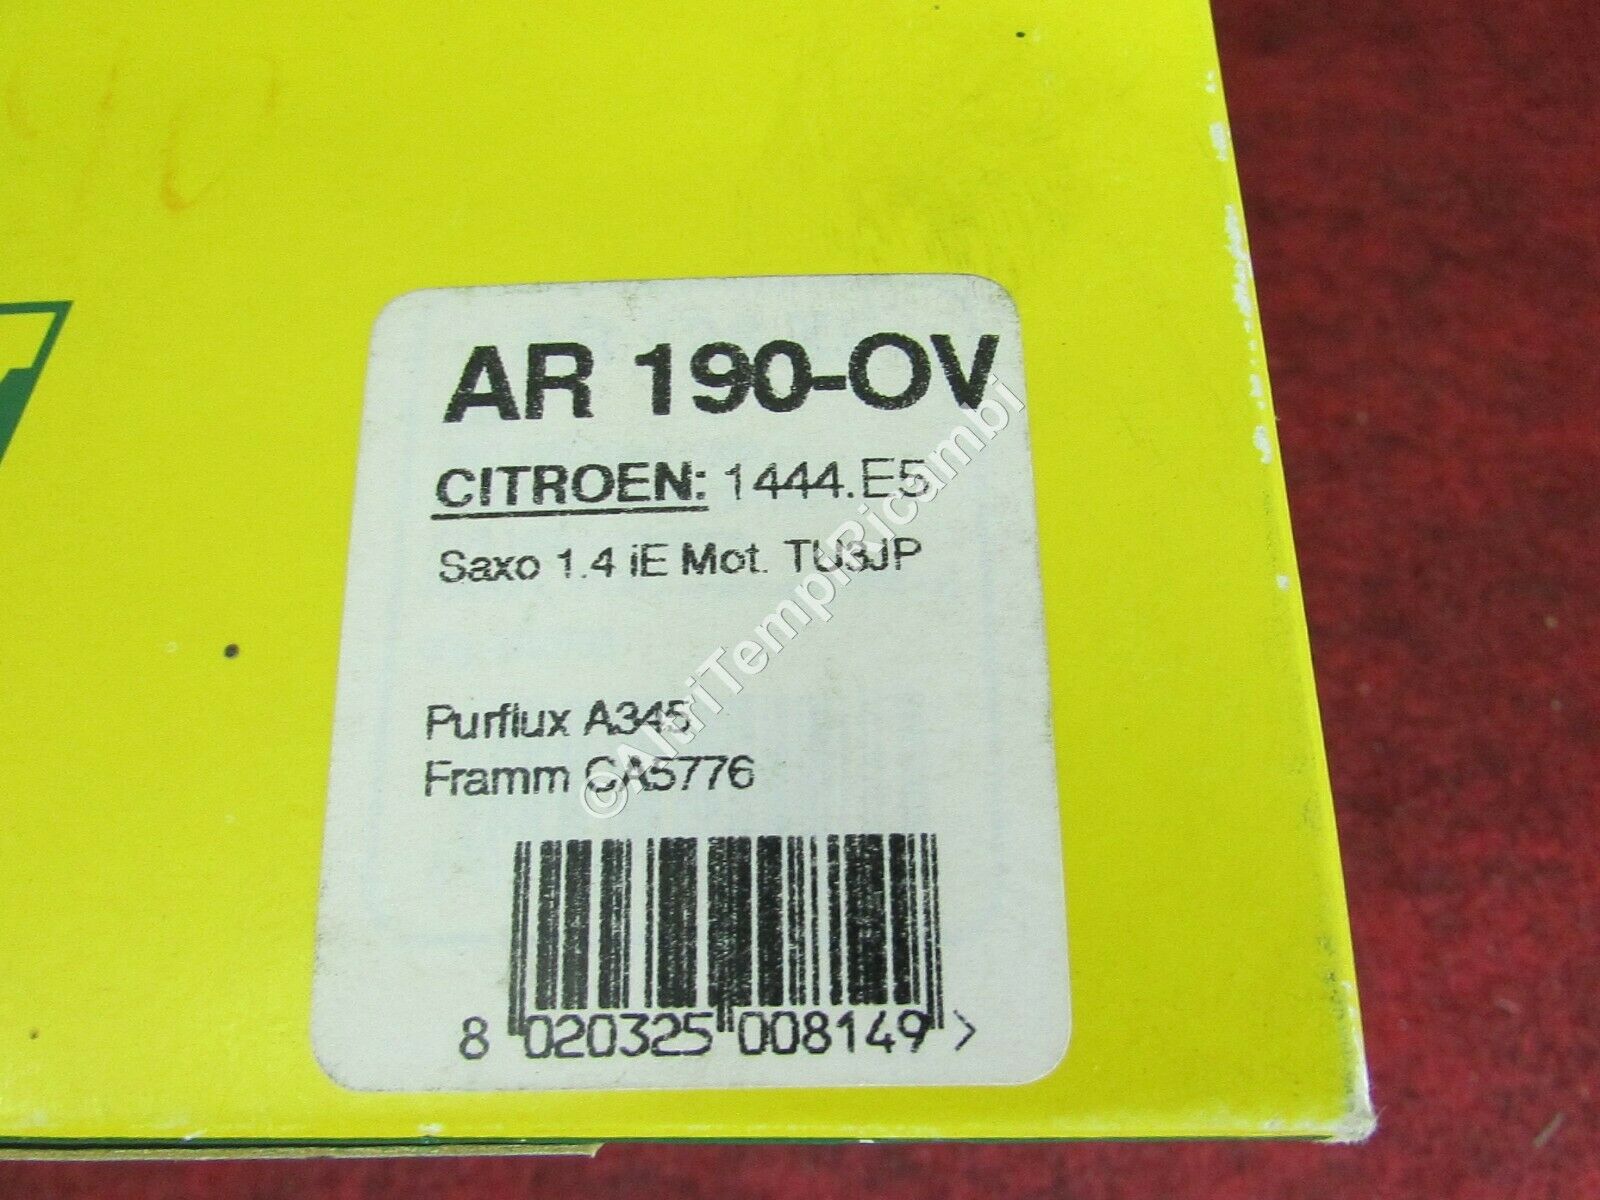 AR 190-OV
CITROEN: 1444.E5
Saxo 1.4 iE Mot. TU3JP
Purflux A345
Framm CA5776
8 020325 008149 >
©AltriTempiRicambi